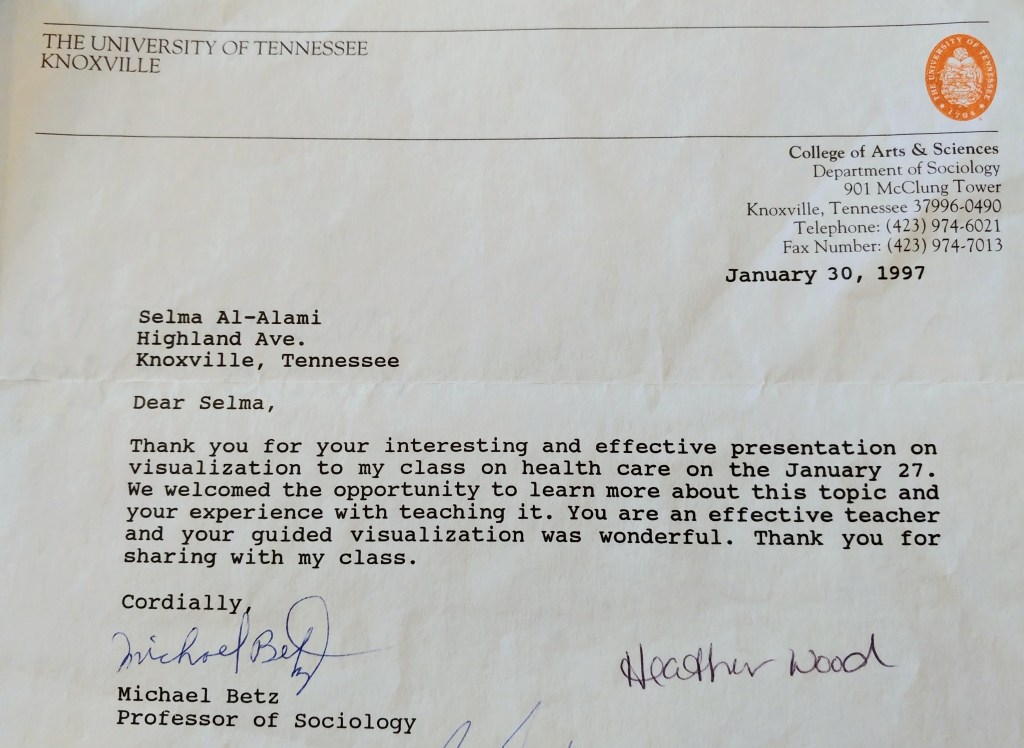 THE UNIVERSITY OF TENNESSEE
KNOXVILLE
THE UNIVERSITY OF TENNESSEE
1794
College of Arts & Sciences
Department of Sociology
901 McClung Tower
Knoxville, Tennessee 37996-0490
Telephone: (423) 974-6021
Fax Number: (423) 974-7013
January 30, 1997
Selma Al-Alami
Highland Ave.
Knoxville, Tennessee
Dear Selma,
Thank you for your interesting and effective presentation on
visualization to my class on health care on the January 27.
We welcomed the opportunity to learn more about this topic and
your experience with teaching it. You are an effective teacher
and your guided visualization was wonderful. Thank you for
sharing with my class.
Cordially,
Michael Betz
Heather Wood
Michael Betz
Professor of Sociology